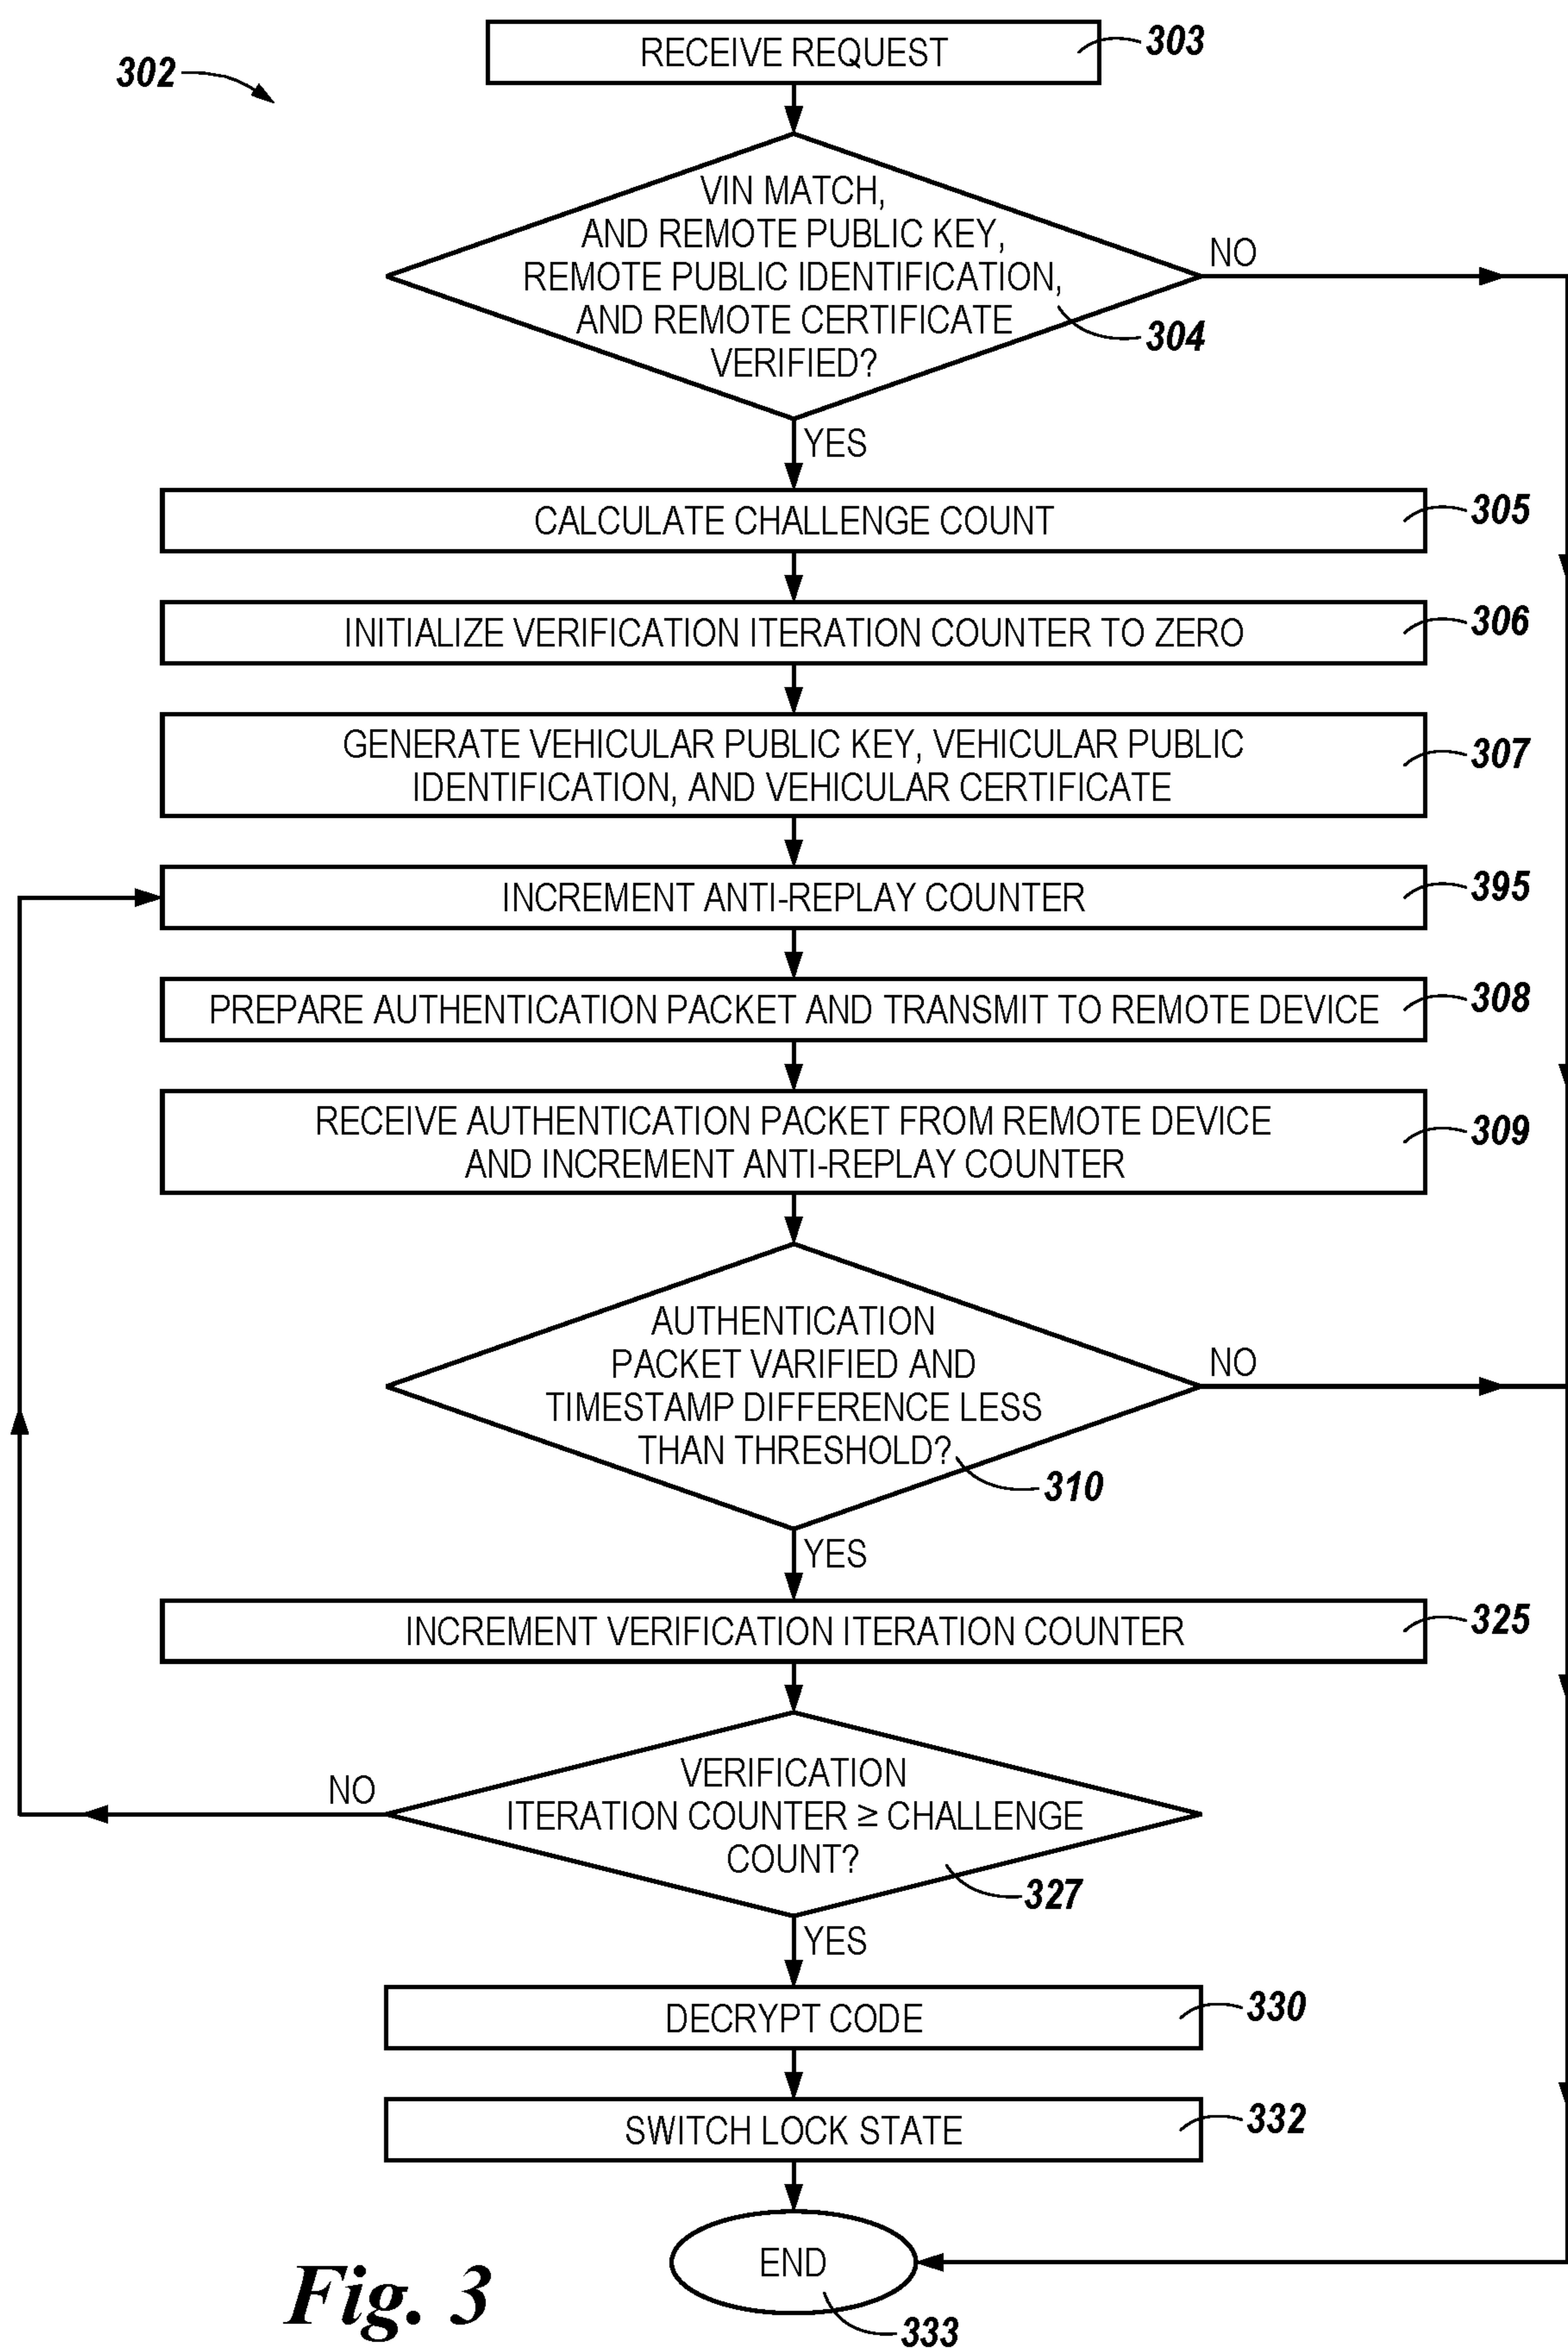 302
RECEIVE REQUEST
303
VIN MATCH,
AND REMOTE PUBLIC KEY,
REMOTE PUBLIC IDENTIFICATION,
AND REMOTE CERTIFICATE
VERIFIED?
304
NO
YES
CALCULATE CHALLENGE COUNT
305
INITIALIZE VERIFICATION ITERATION COUNTER TO ZERO
306
GENERATE VEHICULAR PUBLIC KEY, VEHICULAR PUBLIC
IDENTIFICATION, AND VEHICULAR CERTIFICATE
307
INCREMENT ANTI-REPLAY COUNTER
395
PREPARE AUTHENTICATION PACKET AND TRANSMIT TO REMOTE DEVICE
308
RECEIVE AUTHENTICATION PACKET FROM REMOTE DEVICE
AND INCREMENT ANTI-REPLAY COUNTER
309
AUTHENTICATION
PACKET VARIFIED AND
TIMESTAMP DIFFERENCE LESS
THAN THRESHOLD?
310
NO
YES
INCREMENT VERIFICATION ITERATION COUNTER
325
VERIFICATION
ITERATION COUNTER ≥ CHALLENGE
COUNT?
327
NO
YES
DECRYPT CODE
330
SWITCH LOCK STATE
332
END
333
Fig. 3